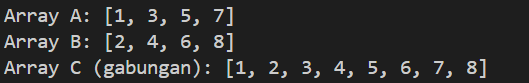 Array A: [1, 3, 5, 7]
Array B: [2, 4, 6, 8]
Array C (gabungan): [1, 2, 3, 4, 5, 6, 7, 8]